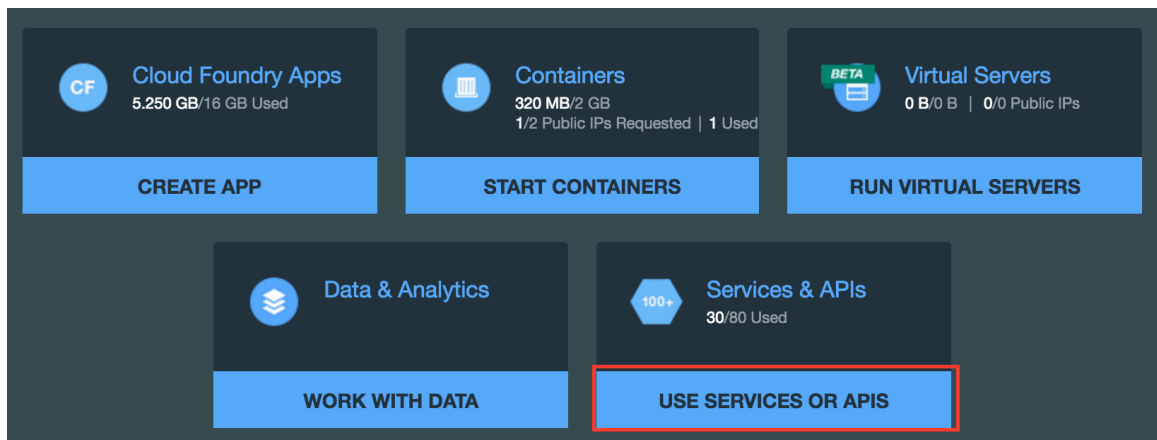 CF
Cloud Foundry Apps
5.250 GB/16 GB Used
CREATE APP
Containers
320 MB/2 GB
1/2 Public IPs Requested | 1 Used
START CONTAINERS
BETA
Virtual Servers
0 B/0 B | 0/0 Public IPs
RUN VIRTUAL SERVERS
Data & Analytics
WORK WITH DATA
100+
Services & APIs
30/80 Used
USE SERVICES OR APIS